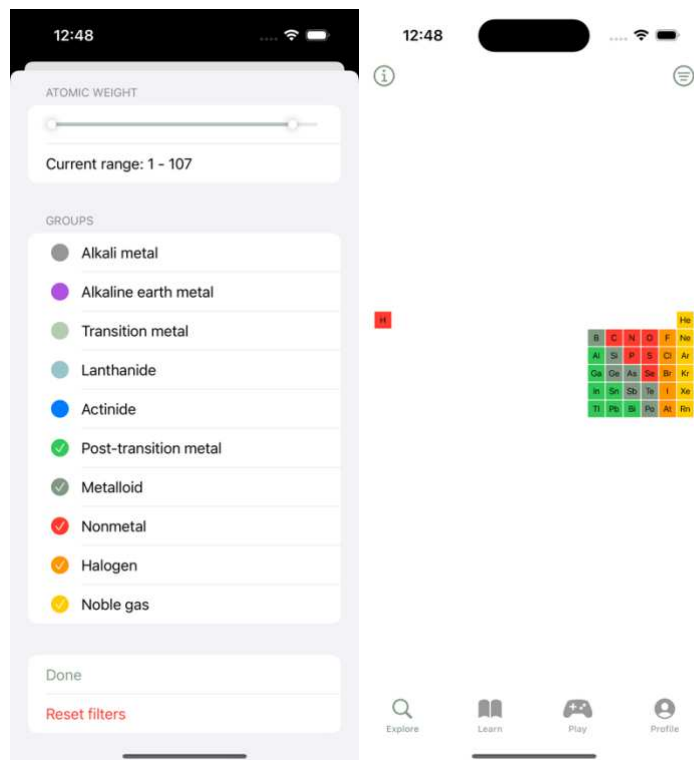 12:48
ATOMIC WEIGHT
Current range: 1 - 107
GROUPS
Alkali metal
Alkaline earth metal
Transition metal
Lanthanide
Actinide
Post-transition metal
Metalloid
Nonmetal
Halogen
Noble gas
Done
Reset filters
12:48
H He
B C N O F Ne
Al Si P S Cl Ar
Ga Ge As Se Br Kr
In Sn Sb Te I Xe
Tl Pb Bi Po At Rn
Explore Learn Play Profile